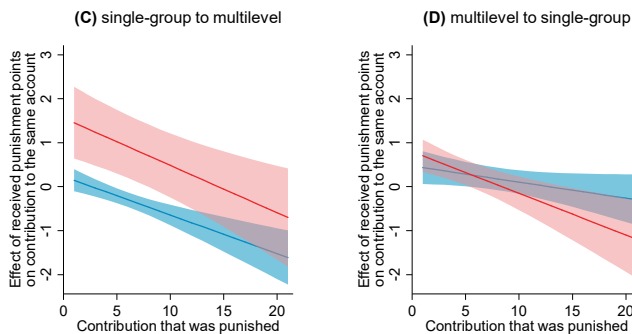 (C) single-group to multilevel
Effect of received punishment points
on contribution to the same account
3
2
1
0
-1
-2
0 5 10 15 20
Contribution that was punished
(D) multilevel to single-group
Effect of received punishment points
on contribution to the same account
3
2
1
0
-1
-2
0 5 10 15 20
Contribution that was punished